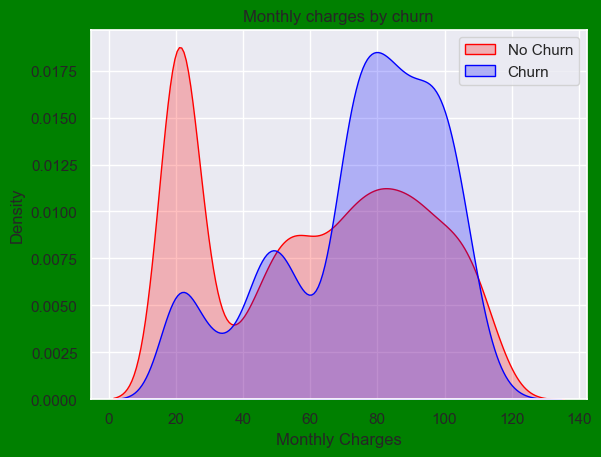 Monthly charges by churn
No Churn
Churn
Density
0.0175
0.0150
0.0125
0.0100
0.0075
0.0050
0.0025
0.0000
0 20 40 60 80 100 120 140
Monthly Charges